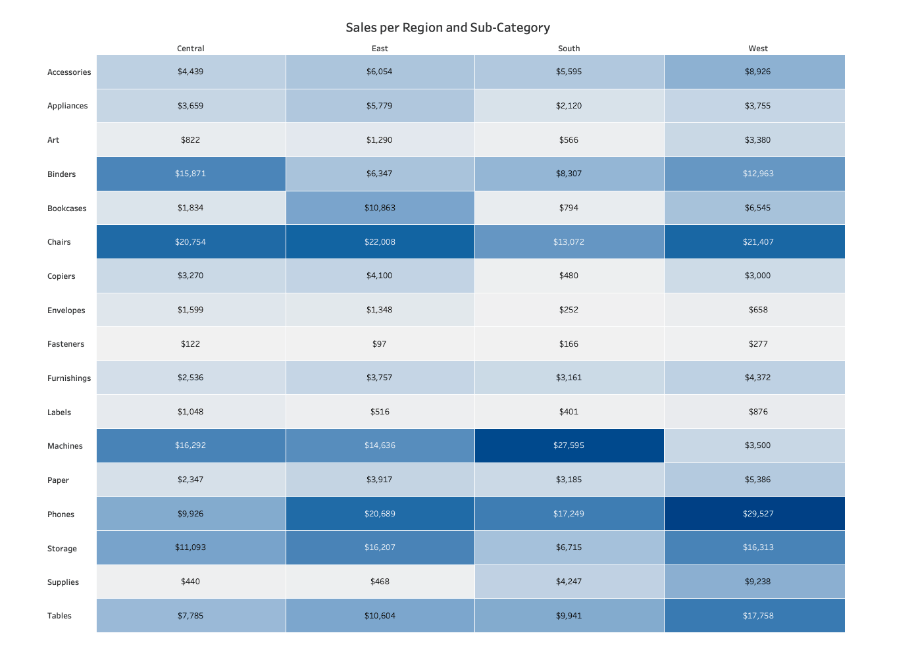 Sales per Region and Sub-Category
Central East South West
Accessories $4,439 $6,054 $5,595 $8,926
Appliances $3,659 $5,779 $2,120 $3,755
Art $822 $1,290 $566 $3,380
Binders $15,871 $6,347 $8,307 $12,963
Bookcases $1,834 $10,863 $794 $6,545
Chairs $20,754 $22,008 $13,072 $21,407
Copiers $3,270 $4,100 $480 $3,000
Envelopes $1,599 $1,348 $252 $658
Fasteners $122 $97 $166 $277
Furnishings $2,536 $3,757 $3,161 $4,372
Labels $1,048 $516 $401 $876
Machines $16,292 $14,636 $27,595 $3,500
Paper $2,347 $3,917 $3,185 $5,386
Phones $9,926 $20,689 $17,249 $29,527
Storage $11,093 $16,207 $6,715 $16,313
Supplies $440 $468 $4,247 $9,238
Tables $7,785 $10,604 $9,941 $17,758